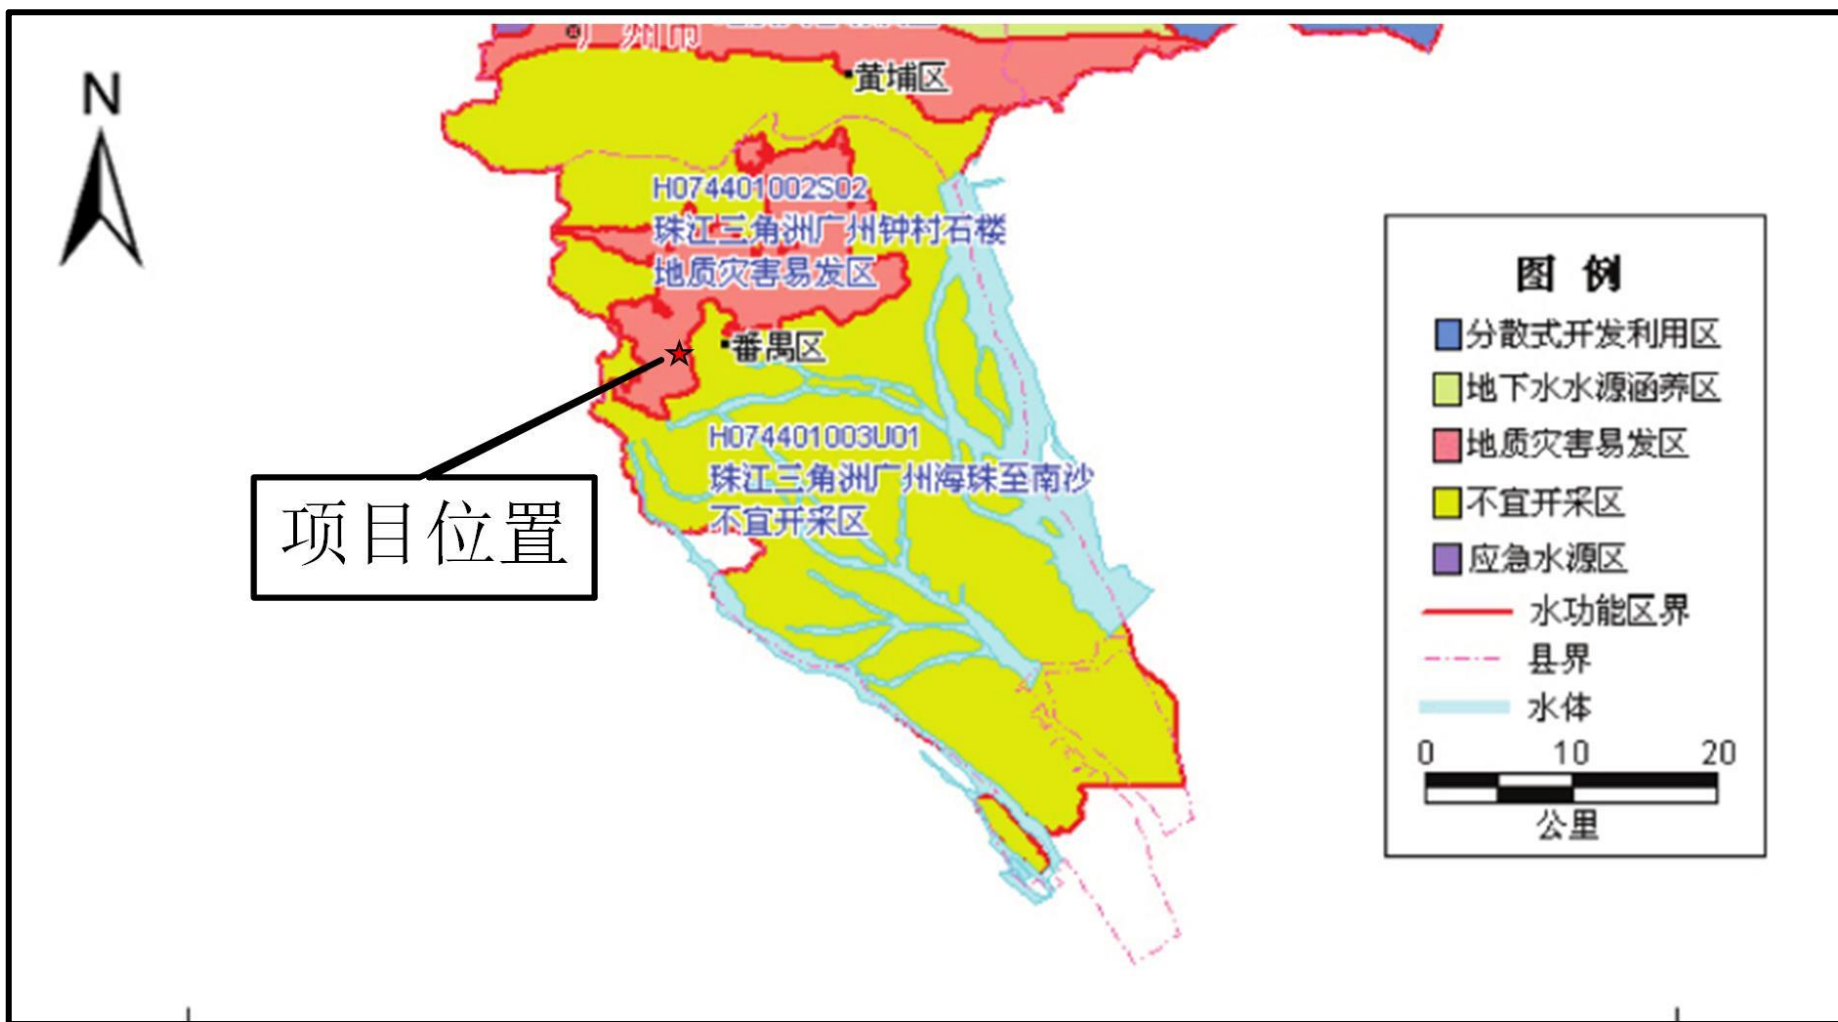 广州市
N
黄埔区
H074401002S02
珠江三角洲广州钟村石楼
地质灾害易发区
番禺区
H074401003U01
珠江三角洲广州海珠至南沙
不宜开采区
项目位置
图例
分散式开发利用区
地下水水源涵养区
地质灾害易发区
不宜开采区
应急水源区
水功能区界
县界
水体
0 10 20
公里